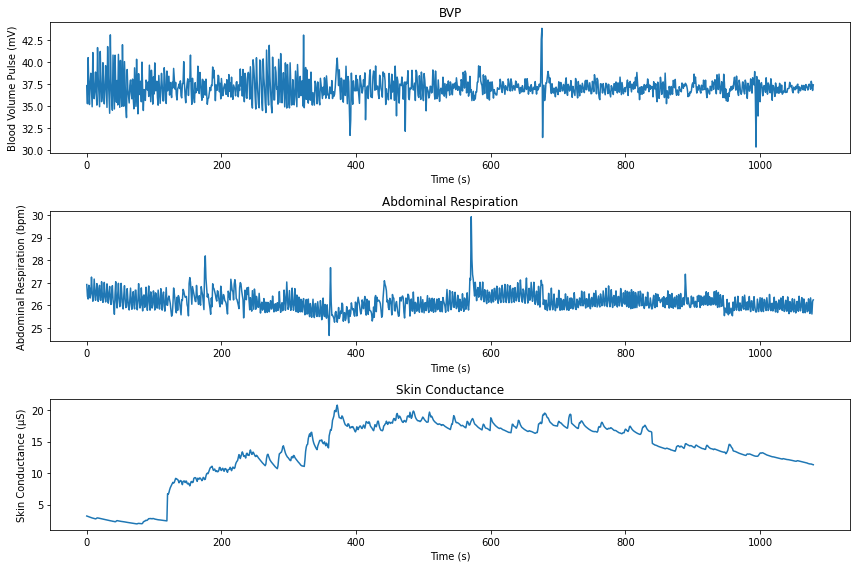 BVP
Blood Volume Pulse (mV)
42.5
40.0
37.5
35.0
32.5
30.0
0 200 400 600 800 1000
Time (s)
Abdominal Respiration
Abdominal Respiration (bpm)
30
29
28
27
26
25
0 200 400 600 800 1000
Time (s)
Skin Conductance
Skin Conductance (μS)
20
15
10
5
0 200 400 600 800 1000
Time (s)